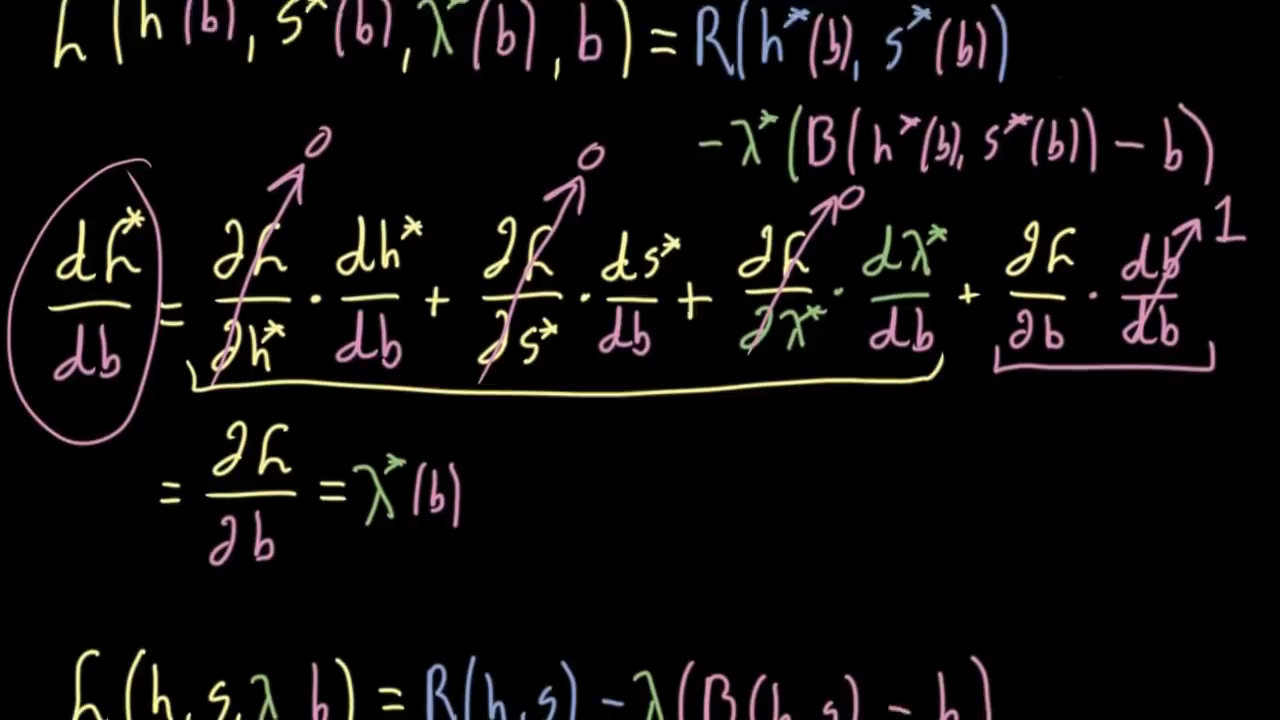 ℒ(h*(b), s*(b), λ*(b), b) = R(h*(b), s*(b))
-λ*(B(h*(b), s*(b)) - b)
0 0 0 1
dℒ*/db = ∂ℒ/∂h* · dh*/db + ∂ℒ/∂s* · ds*/db + ∂ℒ/∂λ* · dλ*/db + ∂ℒ/∂b · db/db
= ∂ℒ/∂b = λ*(b)
ℒ(h, s, λ, b) = R(h, s) - λ(B(h, s) - b)